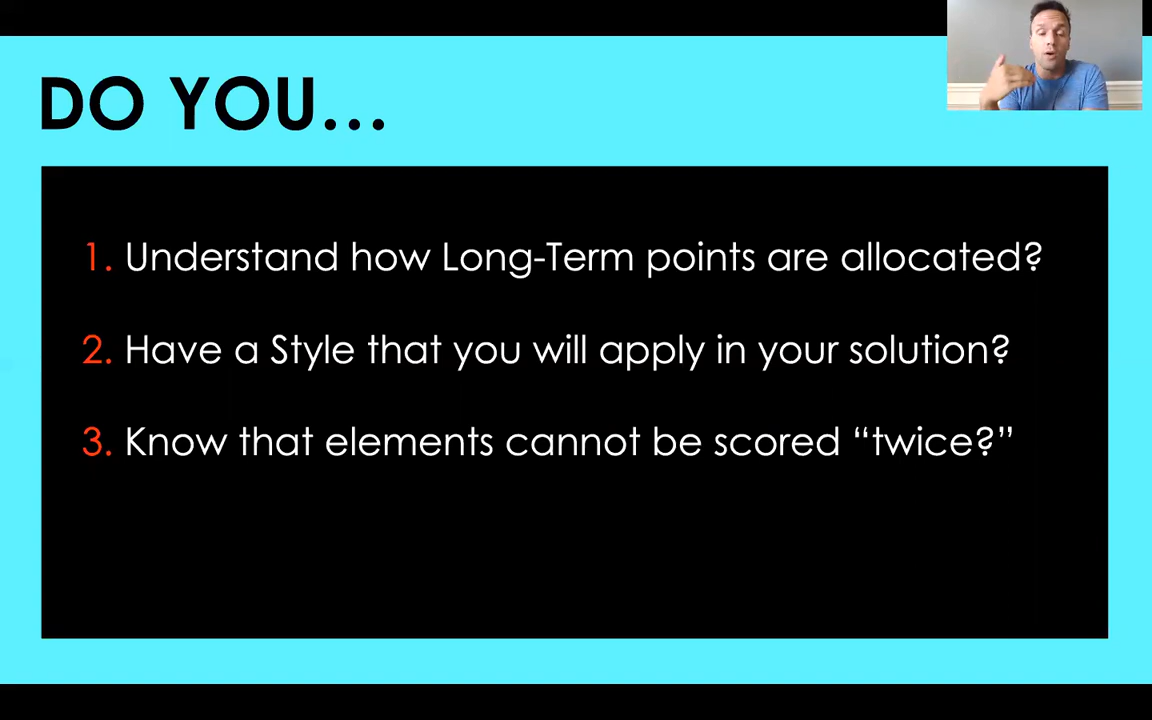 DO YOU...
1. Understand how Long-Term points are allocated?
2. Have a Style that you will apply in your solution?
3. Know that elements cannot be scored “twice?”